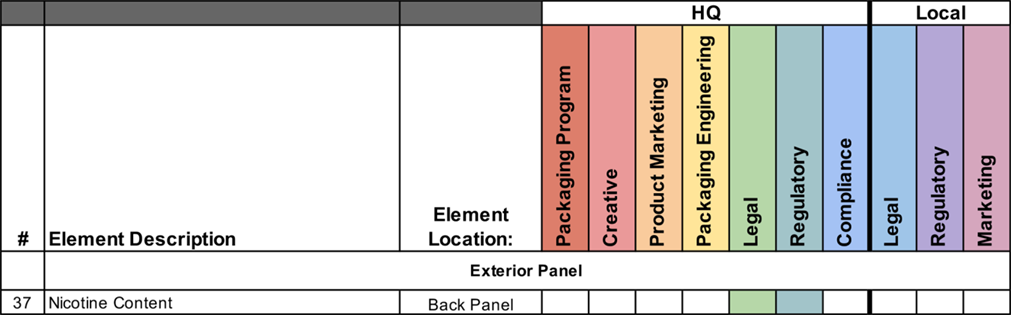 HQ Local
Packaging Program
Creative
Product Marketing
Packaging Engineering
Legal
Regulatory
Compliance
Legal
Regulatory
Marketing
# Element Description Element Location:
Exterior Panel
37 Nicotine Content Back Panel